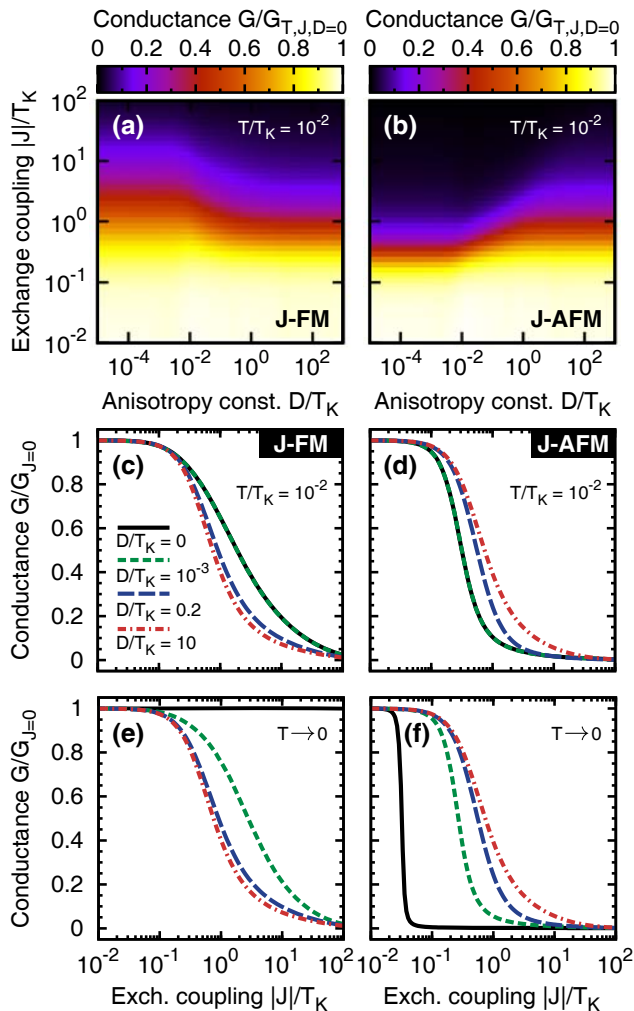 Conductance G/G_{T,J,D=0} Conductance G/G_{T,J,D=0}
0 0.2 0.4 0.6 0.8 1 0 0.2 0.4 0.6 0.8 1
Exchange coupling |J|/T_K
10^2
10^1
10^0
10^{-1}
10^{-2}
(a) T/T_K = 10^{-2}
J-FM
(b) T/T_K = 10^{-2}
J-AFM
10^{-4} 10^{-2} 10^0 10^2 10^{-4} 10^{-2} 10^0 10^2
Anisotropy const. D/T_K Anisotropy const. D/T_K
Conductance G/G_{J=0}
1
0.8
0.6
0.4
0.2
0
(c) J-FM
T/T_K = 10^{-2}
D/T_K = 0
D/T_K = 10^{-3}
D/T_K = 0.2
D/T_K = 10
(d) J-AFM
T/T_K = 10^{-2}
Conductance G/G_{J=0}
1
0.8
0.6
0.4
0.2
0
(e) T→0
(f) T→0
10^{-2} 10^{-1} 10^0 10^1 10^2 10^{-2} 10^{-1} 10^0 10^1 10^2
Exch. coupling |J|/T_K Exch. coupling |J|/T_K